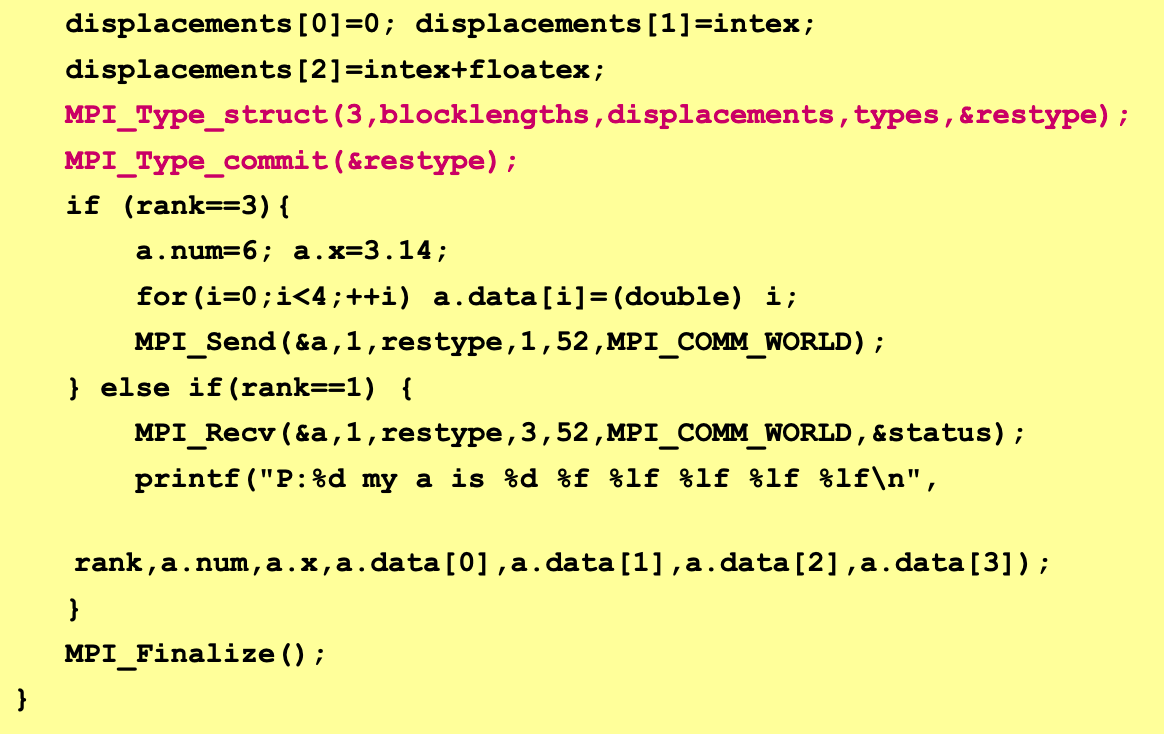 displacements[0]=0; displacements[1]=intex;
displacements[2]=intex+floatex;
MPI_Type_struct(3,blocklengths,displacements,types,&restype);
MPI_Type_commit(&restype);
if (rank==3){
a.num=6; a.x=3.14;
for(i=0;i<4;++i) a.data[i]=(double) i;
MPI_Send(&a,1,restype,1,52,MPI_COMM_WORLD);
} else if(rank==1) {
MPI_Recv(&a,1,restype,3,52,MPI_COMM_WORLD,&status);
printf("P:%d my a is %d %f %lf %lf %lf %lf\n",
rank,a.num,a.x,a.data[0],a.data[1],a.data[2],a.data[3]);
}
MPI_Finalize();
}